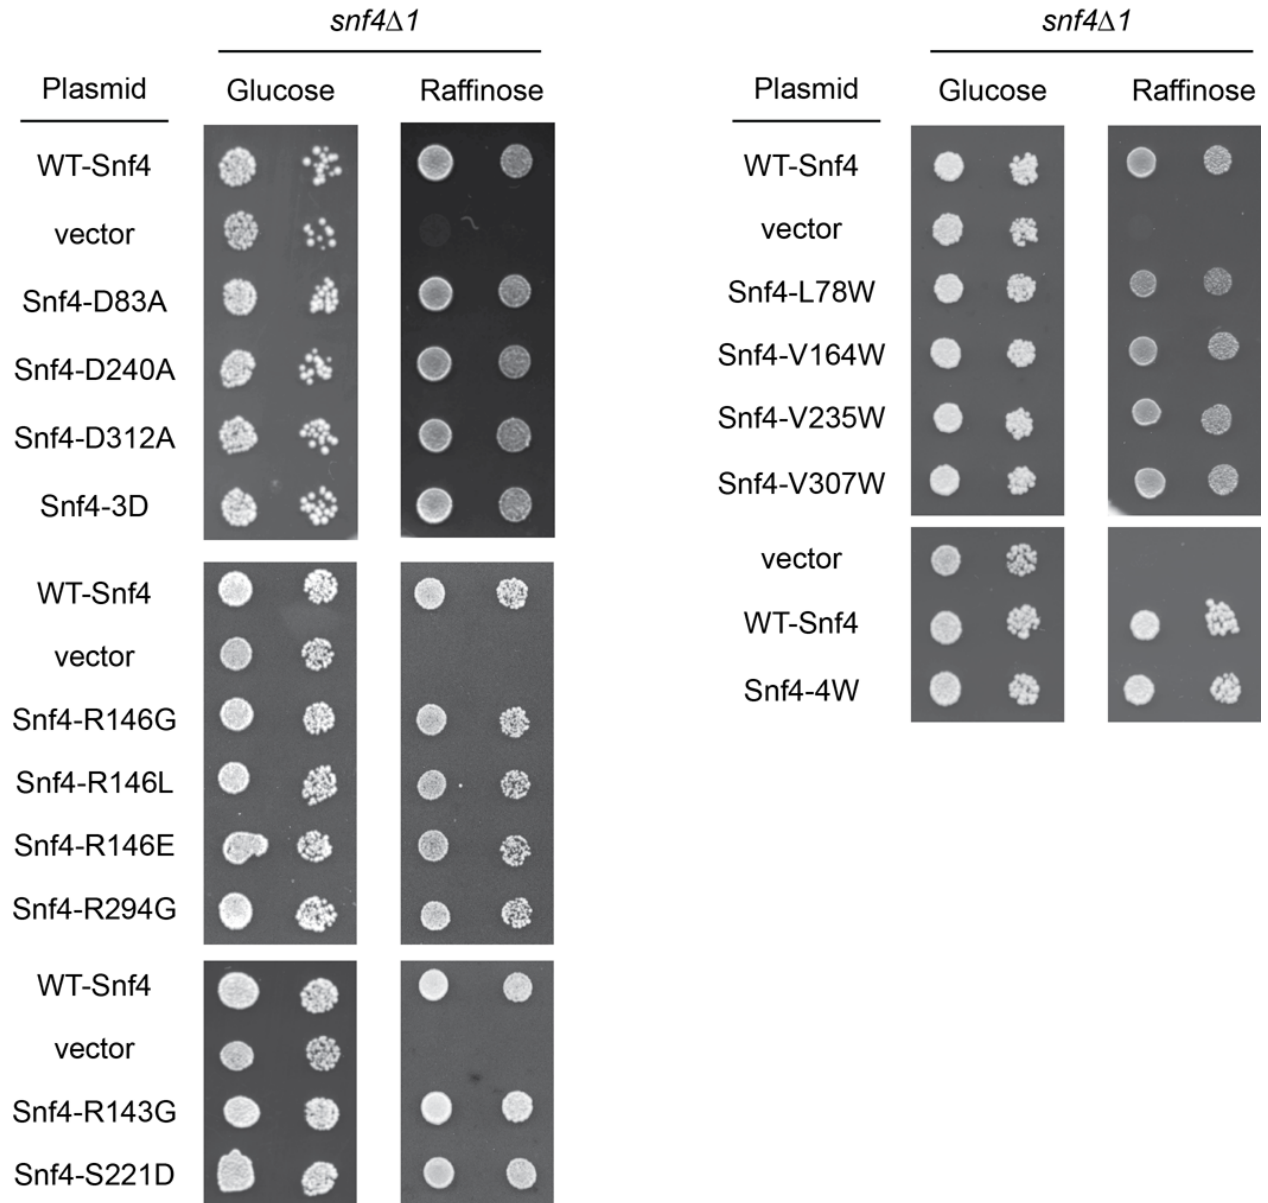 snf4Δ1
Plasmid Glucose Raffinose
WT-Snf4
vector
Snf4-D83A
Snf4-D240A
Snf4-D312A
Snf4-3D
WT-Snf4
vector
Snf4-R146G
Snf4-R146L
Snf4-R146E
Snf4-R294G
WT-Snf4
vector
Snf4-R143G
Snf4-S221D
snf4Δ1
Plasmid Glucose Raffinose
WT-Snf4
vector
Snf4-L78W
Snf4-V164W
Snf4-V235W
Snf4-V307W
vector
WT-Snf4
Snf4-4W